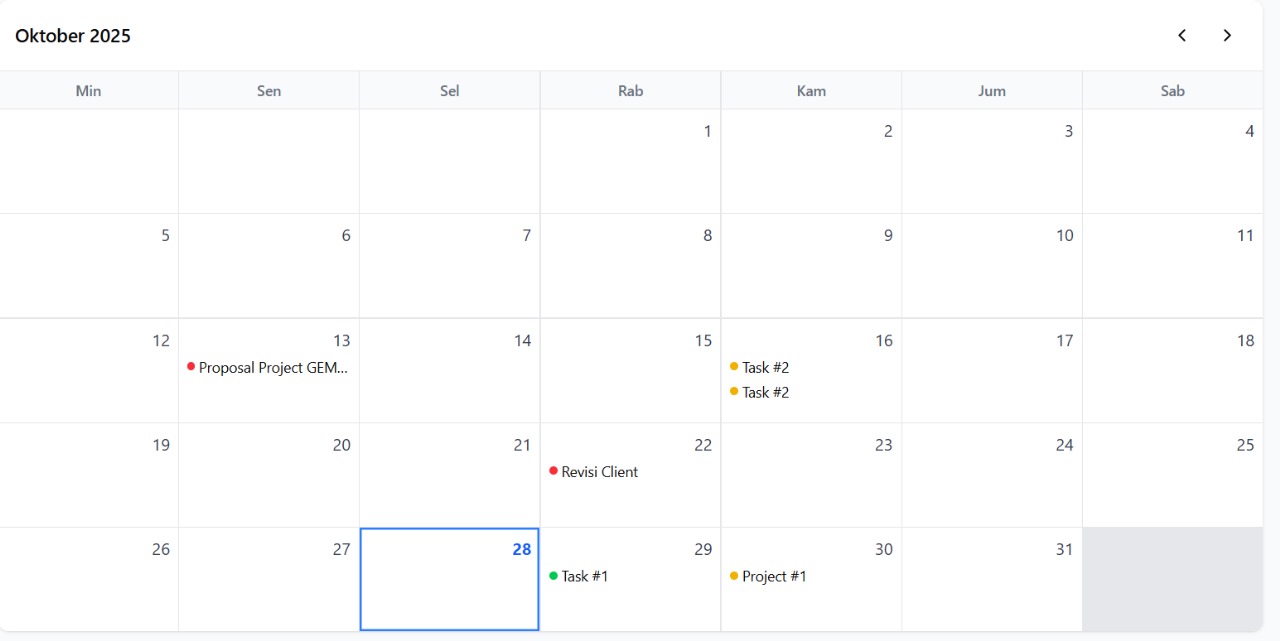 Oktober 2025
Min Sen Sel Rab Kam Jum Sab
1 2 3 4
5 6 7 8 9 10 11
12 13 14 15 16 17 18
Proposal Project GEM... Task #2
Task #2
19 20 21 22 23 24 25
Revisi Client
26 27 28 29 30 31
Task #1 Project #1